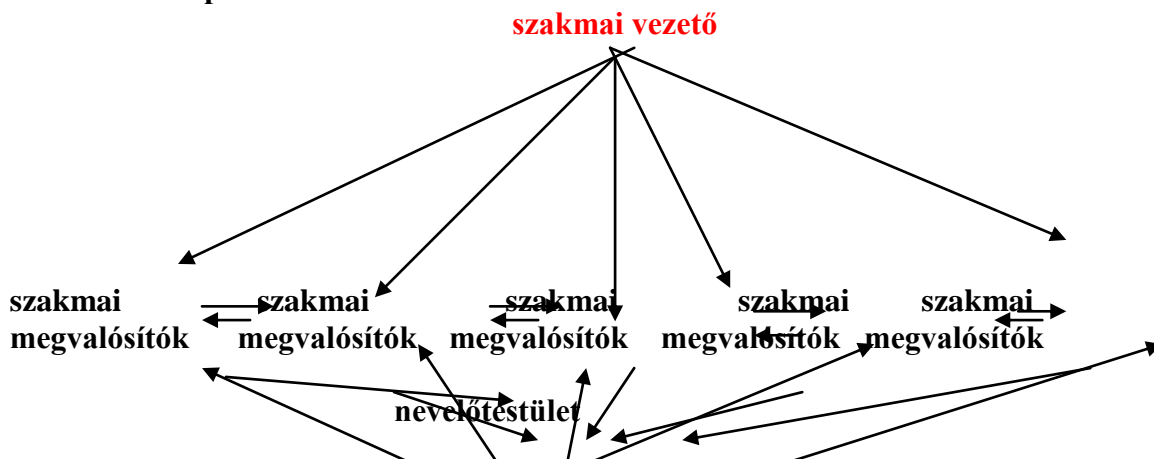 szakmai vezető
szakmai szakmai szakmai szakmai szakmai
megvalósítók megvalósítók megvalósítók megvalósítók megvalósítók
nevelőtestület